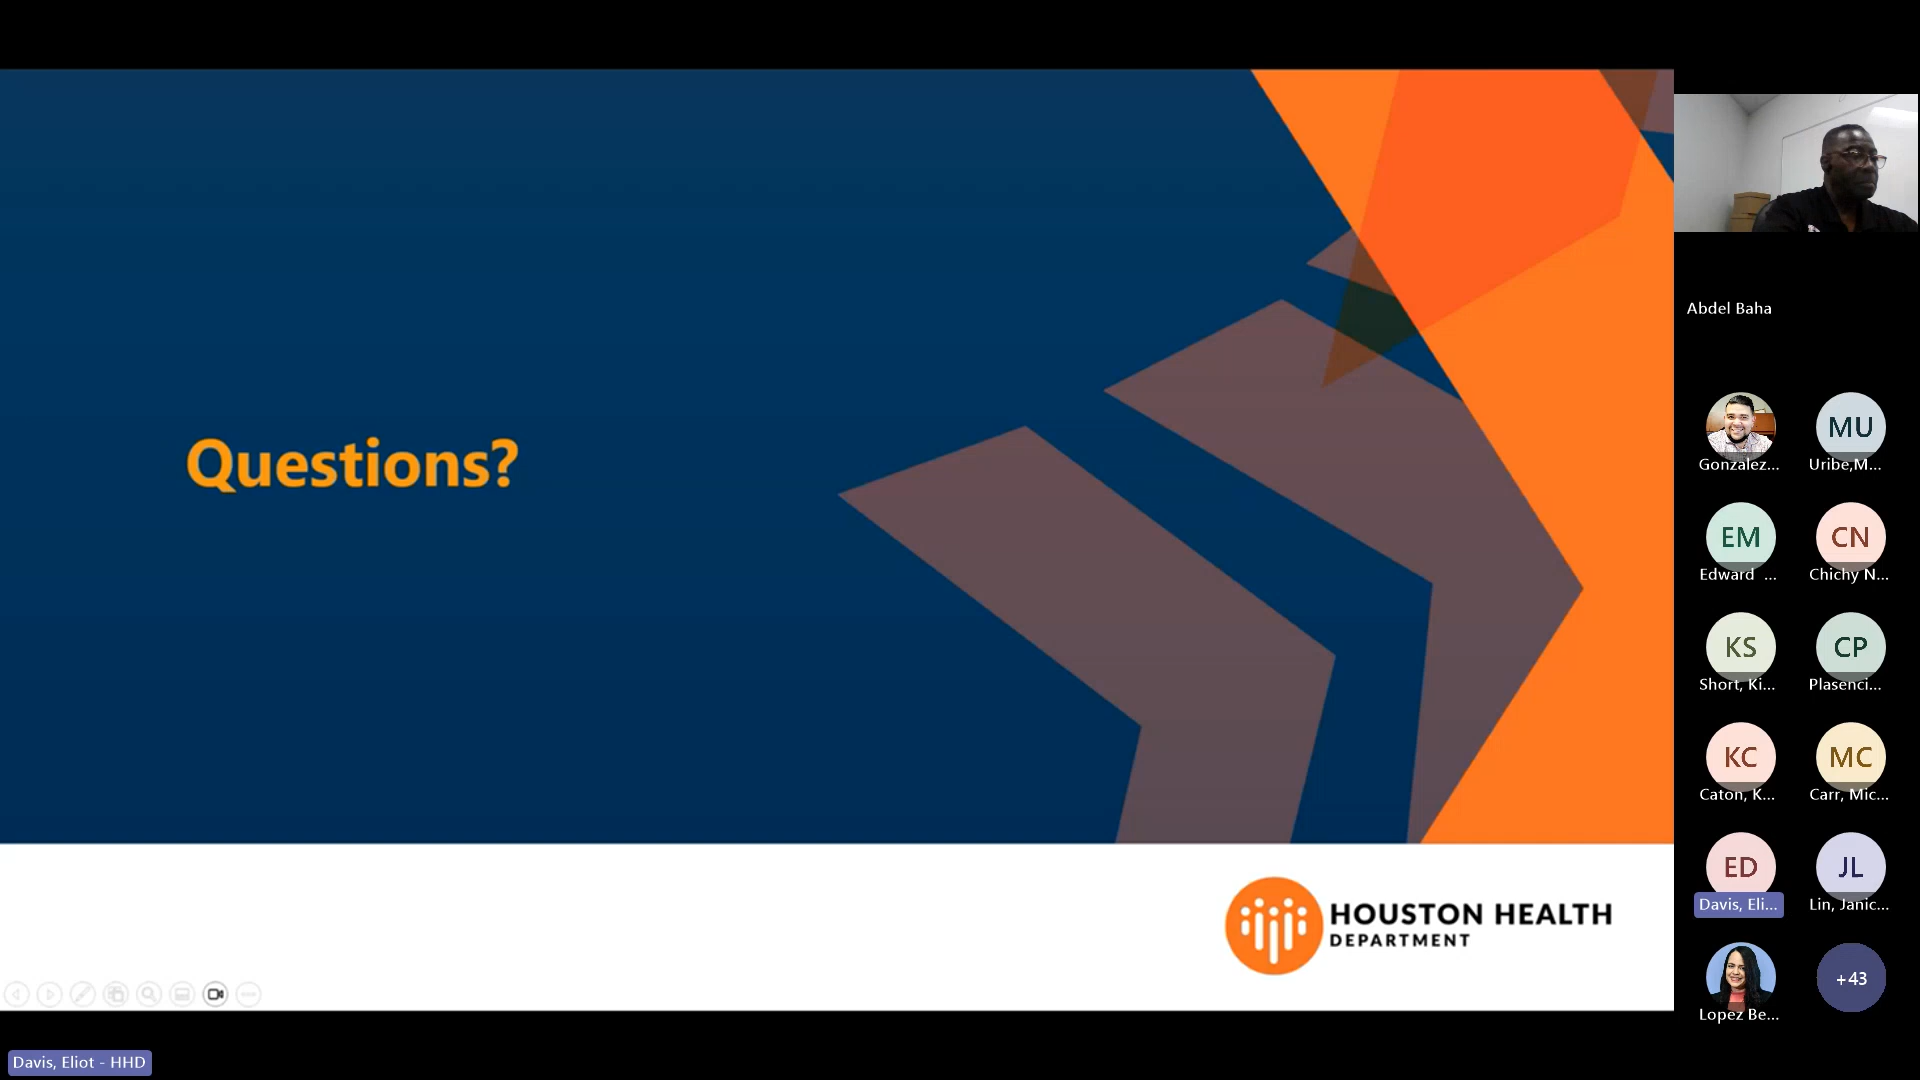 Questions?
HOUSTON HEALTH
DEPARTMENT
Davis, Eliot - HHD
Abdel Baha
Gonzalez...
MU
Uribe,M...
EM
Edward ...
CN
Chichy N...
KS
Short, Ki...
CP
Plasenci...
KC
Caton, K...
MC
Carr, Mic...
ED
Davis, Eli...
JL
Lin, Janic...
Lopez Be...
+43